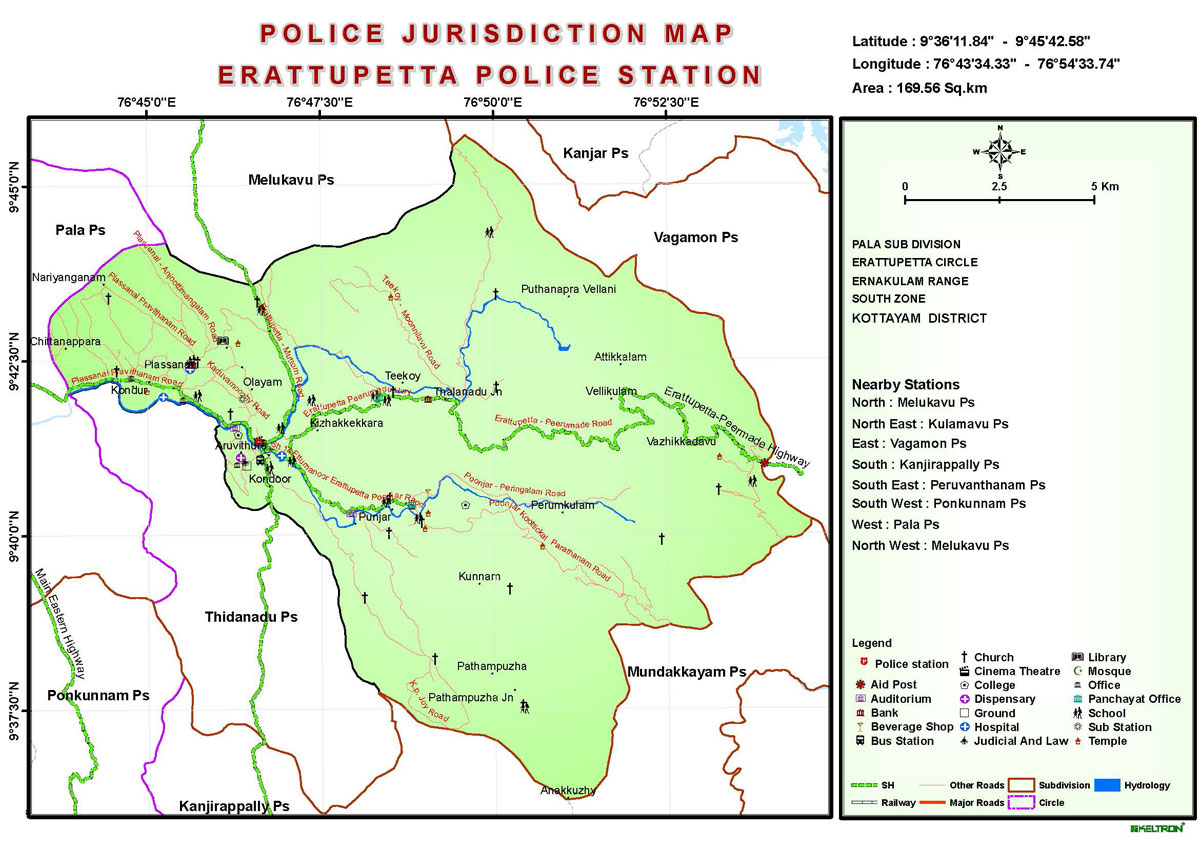 POLICE JURISDICTION MAP
ERATTUPETTA POLICE STATION
Latitude : 9°36'11.84" - 9°45'42.58"
Longitude : 76°43'34.33" - 76°54'33.74"
Area : 169.56 Sq.km
76°45'0"E
76°47'30"E
76°50'0"E
76°52'30"E
9°45'0"N
9°42'30"N
9°40'0"N
9°37'30"N
Kanjar Ps
Melukavu Ps
Pala Ps
Vagamon Ps
Nariyanganam
Plassanal - Anjoottimangalam Road
Plassanal Pravithanam Road
Teekoy - Moonnilavu Road
Puthanapra Vellani
Erattupetta - Muttum Road
Chittanappara
Attikkalam
Plassanal
Kaduvamoozhy Road
Plassanal Pravithanam Road
Olayam
Teekoy
Kondur
Thalanadu Jn
Vellikulam
Erattupetta-Peermade Highway
Erattupetta - Peerumade Road
Kizhakkekkara
Vazhikkadavu
Aruvithura
Kondoor
Ettumanoor Erattupetta Poonjar Road
Poonjar - Peringalam Road
Punjar
Perumkulam
Poonjar Koottickal Parathanam Road
Main Eastern Highway
Kunnam
Thidanadu Ps
Pathampuzha
Mundakkayam Ps
Pathampuzha Jn
Ponkunnam Ps
Anakkuzhy
Kanjirappally Ps
N
W
E
S
0
2.5
5 Km
PALA SUB DIVISION
ERATTUPETTA CIRCLE
ERNAKULAM RANGE
SOUTH ZONE
KOTTAYAM DISTRICT
Nearby Stations
North : Melukavu Ps
North East : Kulamavu Ps
East : Vagamon Ps
South : Kanjirappally Ps
South East : Peruvanthanam Ps
South West : Ponkunnam Ps
West : Pala Ps
North West : Melukavu Ps
Legend
Police station
Aid Post
Auditorium
Bank
Beverage Shop
Bus Station
Church
Cinema Theatre
College
Dispensary
Ground
Hospital
Judicial And Law
Library
Mosque
Office
Panchayat Office
School
Sub Station
Temple
SH
Other Roads
Subdivision
Hydrology
Railway
Major Roads
Circle
KELTRON